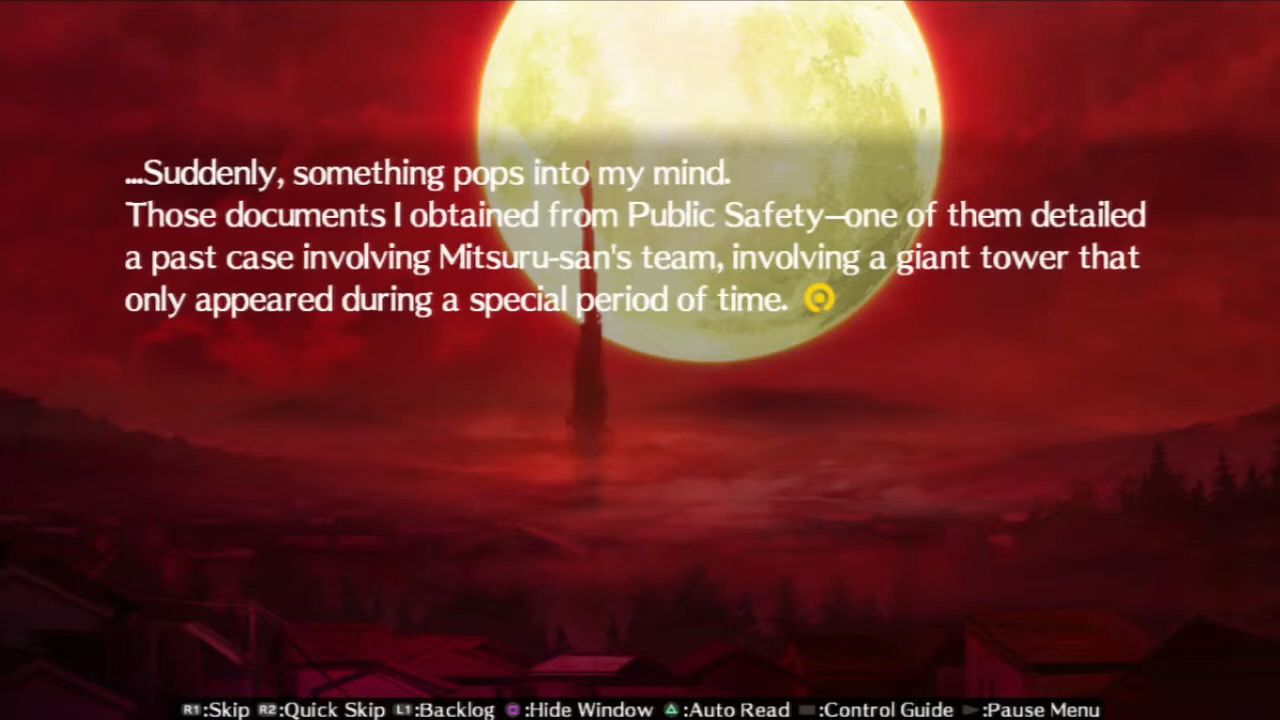 ...Suddenly, something pops into my mind.
Those documents I obtained from Public Safety—one of them detailed
a past case involving Mitsuru-san's team, involving a giant tower that
only appeared during a special period of time.
R1:Skip R2:Quick Skip L1:Backlog :Hide Window :Auto Read :Control Guide :Pause Menu